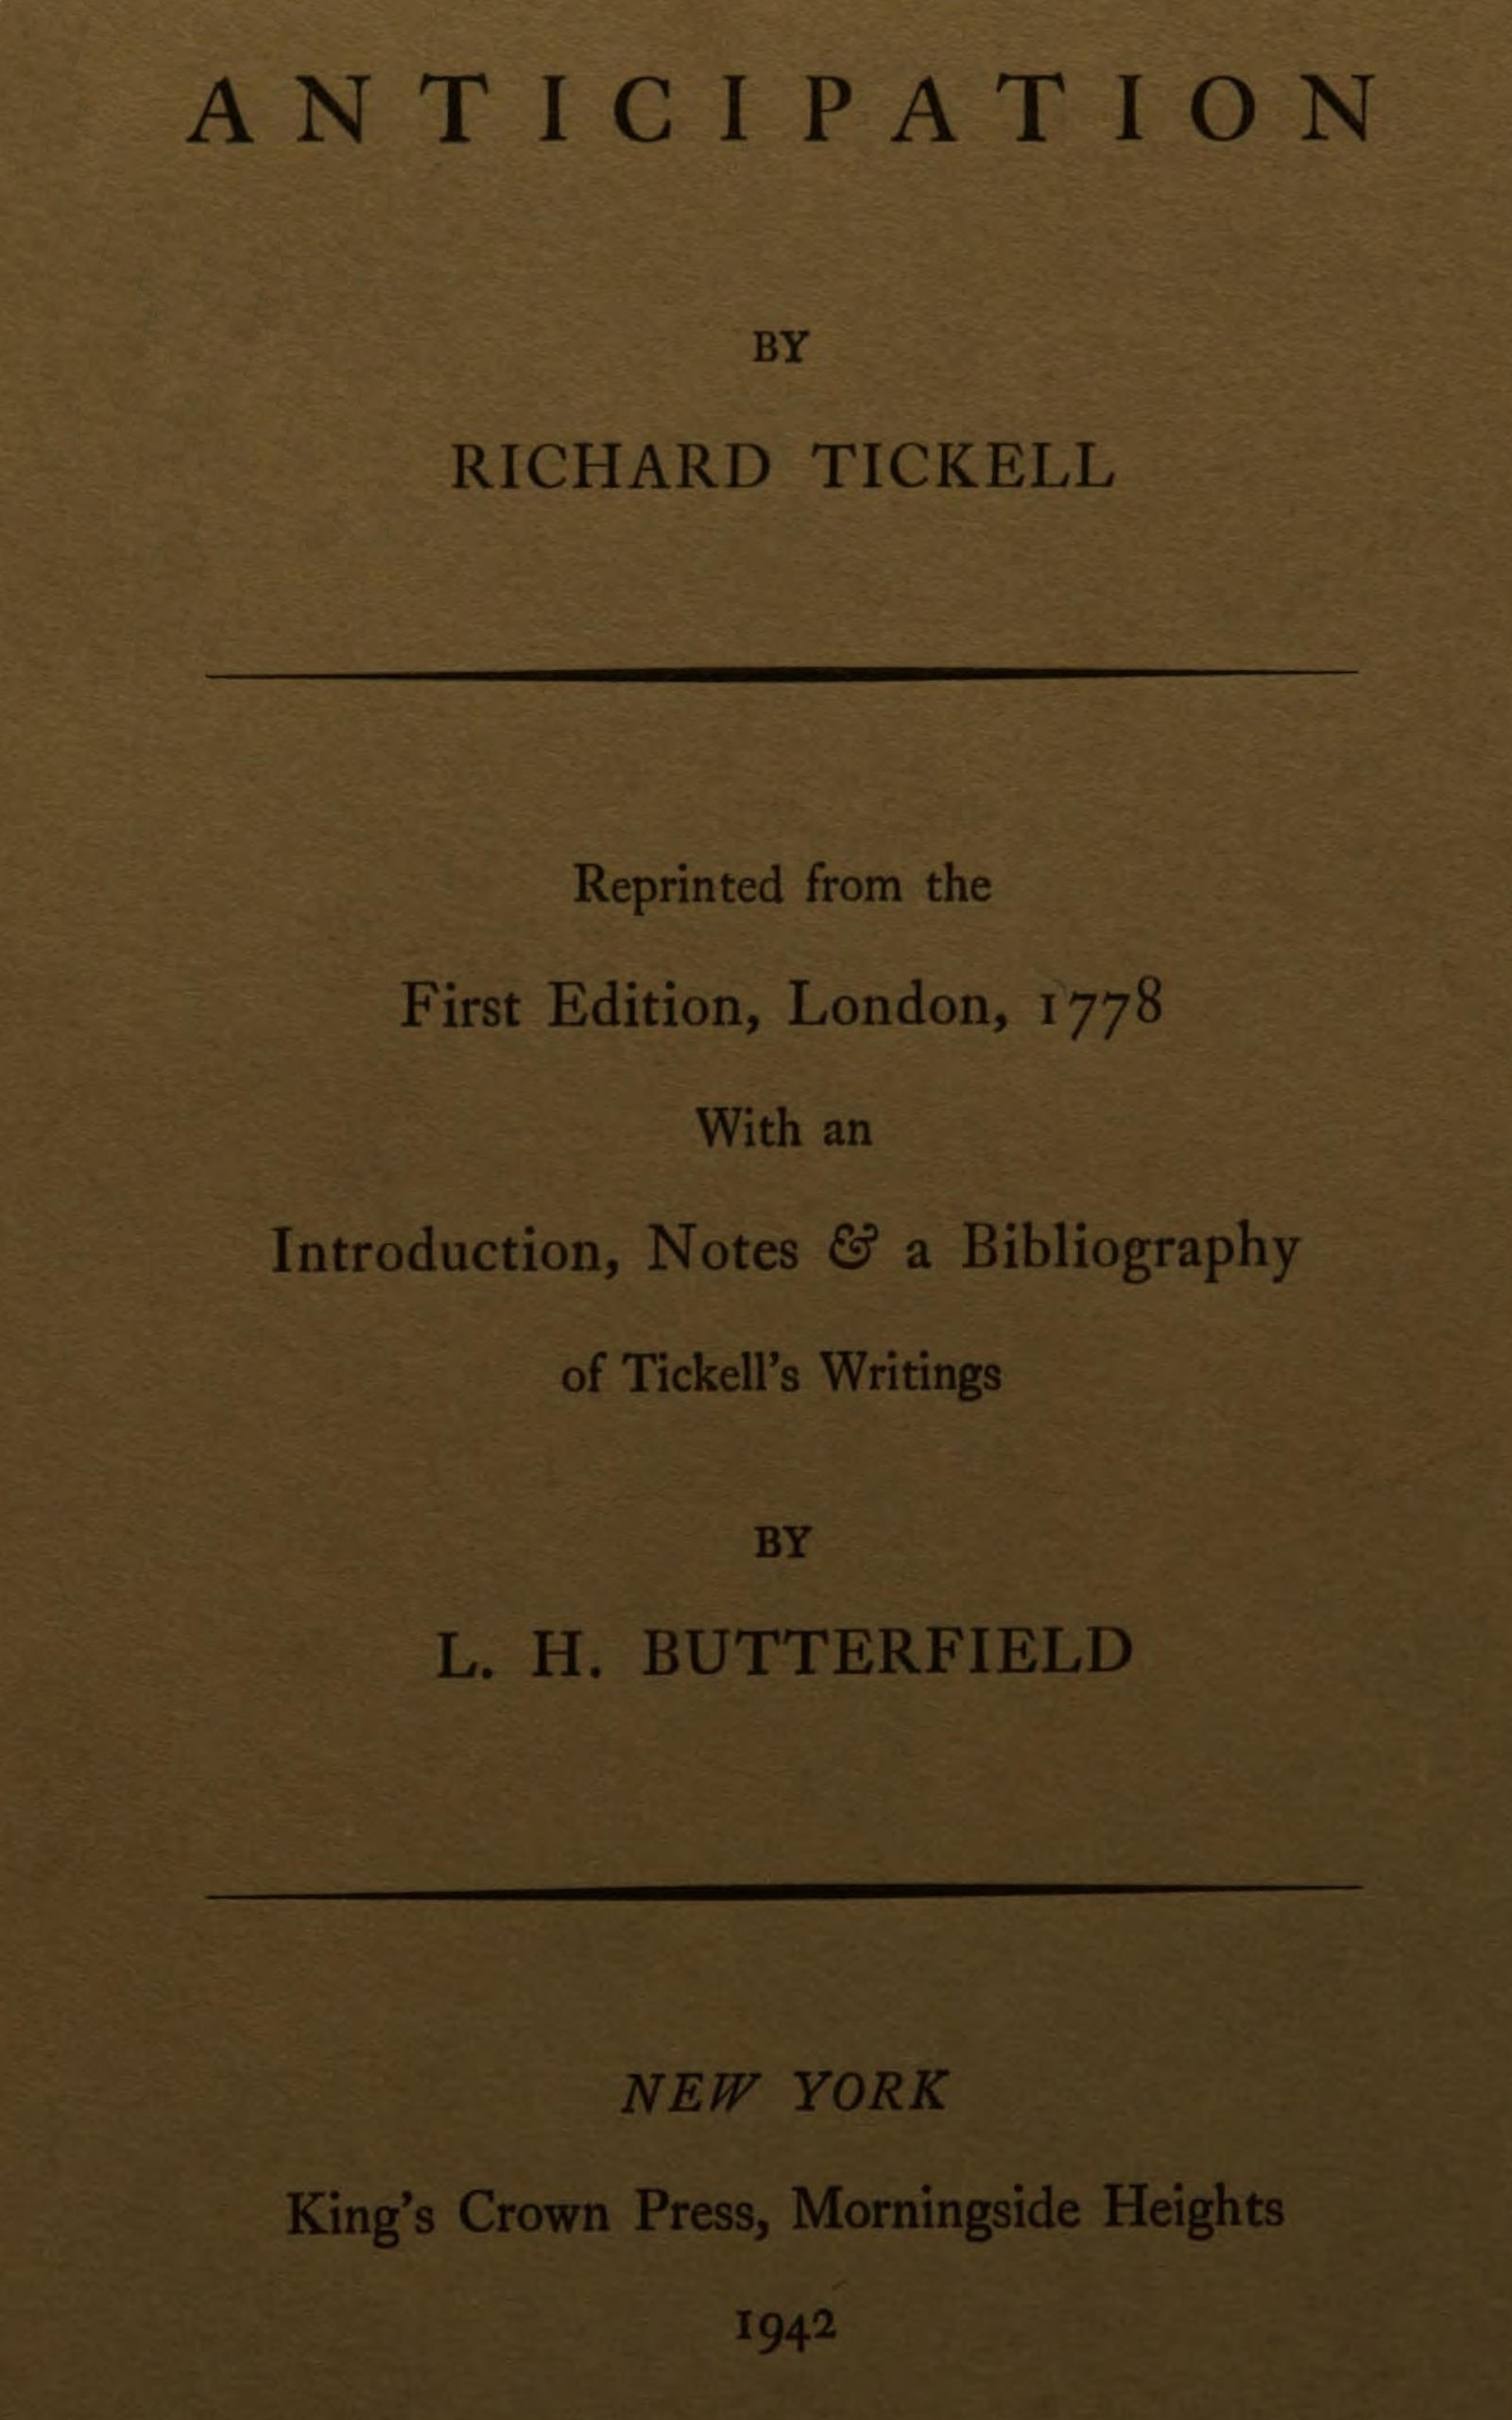 ANTICIPATION
BY
RICHARD TICKELL
Reprinted from the
First Edition, London, 1778
With an
Introduction, Notes & a Bibliography
of Tickell's Writings
BY
L. H. BUTTERFIELD
NEW YORK
King's Crown Press, Morningside Heights
1942